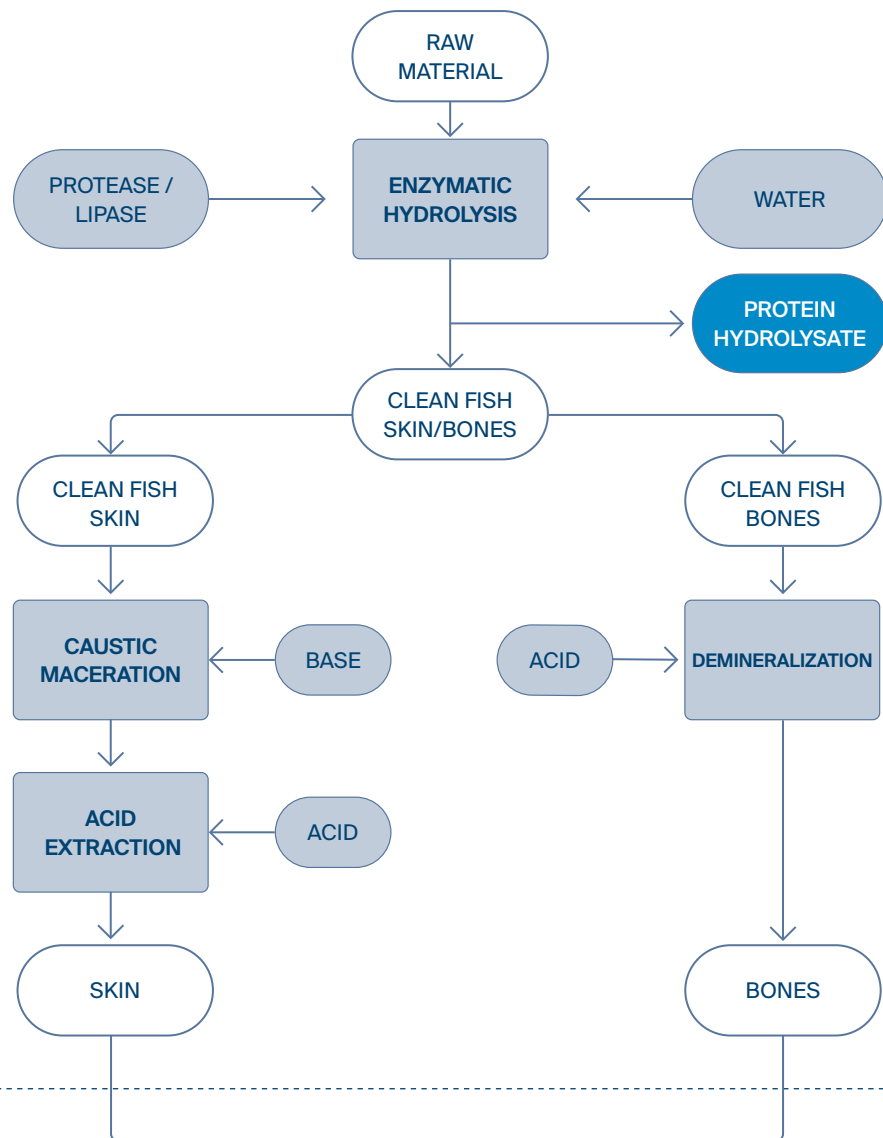 RAW
MATERIAL
PROTEASE /
LIPASE
ENZYMATIC
HYDROLYSIS
WATER
PROTEIN
HYDROLYSATE
CLEAN FISH
SKIN/BONES
CLEAN FISH
SKIN
CLEAN FISH
BONES
CAUSTIC
MACERATION
BASE
ACID
DEMINERALIZATION
ACID
EXTRACTION
ACID
SKIN
BONES